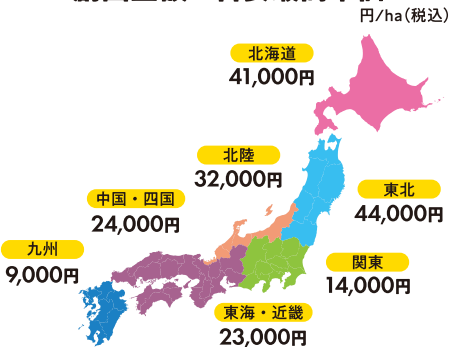 円/ha（税込）
北海道
41,000円
北陸
32,000円
東北
44,000円
中国・四国
24,000円
九州
9,000円
関東
14,000円
東海・近畿
23,000円